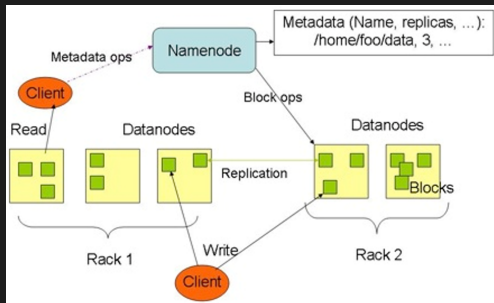 Metadata (Name, replicas, ...):
/home/foo/data, 3, ...
Namenode
Metadata ops
Client
Block ops
Read
Datanodes
Datanodes
Replication
Blocks
Write
Rack 1
Rack 2
Client